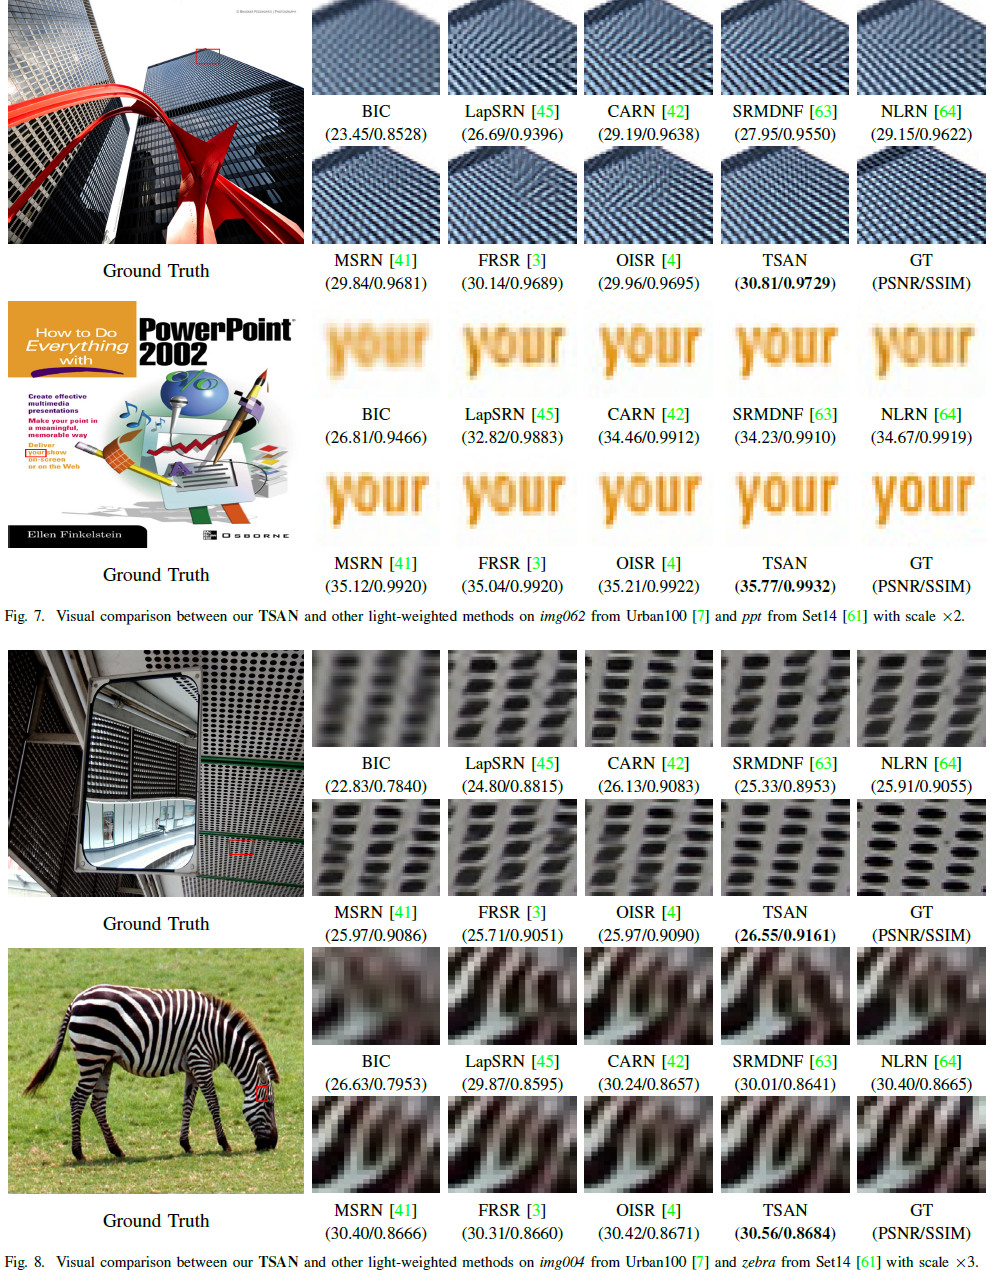 © BHASKAR PODDATURI | PHOTOGRAPHY
BIC LapSRN [45] CARN [42] SRMDNF [63] NLRN [64]
(23.45/0.8528) (26.69/0.9396) (29.19/0.9638) (27.95/0.9550) (29.15/0.9622)
Ground Truth
MSRN [41] FRSR [3] OISR [4] TSAN GT
(29.84/0.9681) (30.14/0.9689) (29.96/0.9695) (30.81/0.9729) (PSNR/SSIM)
How to Do
Everything
with
PowerPoint
2002
Create effective
multimedia
presentations
Make your point in
a meaningful,
memorable way
Deliver
your show
on-screen
or on the Web
Ellen Finkelstein
OSBORNE
your your your your your
BIC LapSRN [45] CARN [42] SRMDNF [63] NLRN [64]
(26.81/0.9466) (32.82/0.9883) (34.46/0.9912) (34.23/0.9910) (34.67/0.9919)
your your your your your
Ground Truth
MSRN [41] FRSR [3] OISR [4] TSAN GT
(35.12/0.9920) (35.04/0.9920) (35.21/0.9922) (35.77/0.9932) (PSNR/SSIM)
Fig. 7. Visual comparison between our TSAN and other light-weighted methods on img062 from Urban100 [7] and ppt from Set14 [61] with scale ×2.
BIC LapSRN [45] CARN [42] SRMDNF [63] NLRN [64]
(22.83/0.7840) (24.80/0.8815) (26.13/0.9083) (25.33/0.8953) (25.91/0.9055)
Ground Truth
MSRN [41] FRSR [3] OISR [4] TSAN GT
(25.97/0.9086) (25.71/0.9051) (25.97/0.9090) (26.55/0.9161) (PSNR/SSIM)
BIC LapSRN [45] CARN [42] SRMDNF [63] NLRN [64]
(26.63/0.7953) (29.87/0.8595) (30.24/0.8657) (30.01/0.8641) (30.40/0.8665)
Ground Truth
MSRN [41] FRSR [3] OISR [4] TSAN GT
(30.40/0.8666) (30.31/0.8660) (30.42/0.8671) (30.56/0.8684) (PSNR/SSIM)
Fig. 8. Visual comparison between our TSAN and other light-weighted methods on img004 from Urban100 [7] and zebra from Set14 [61] with scale ×3.